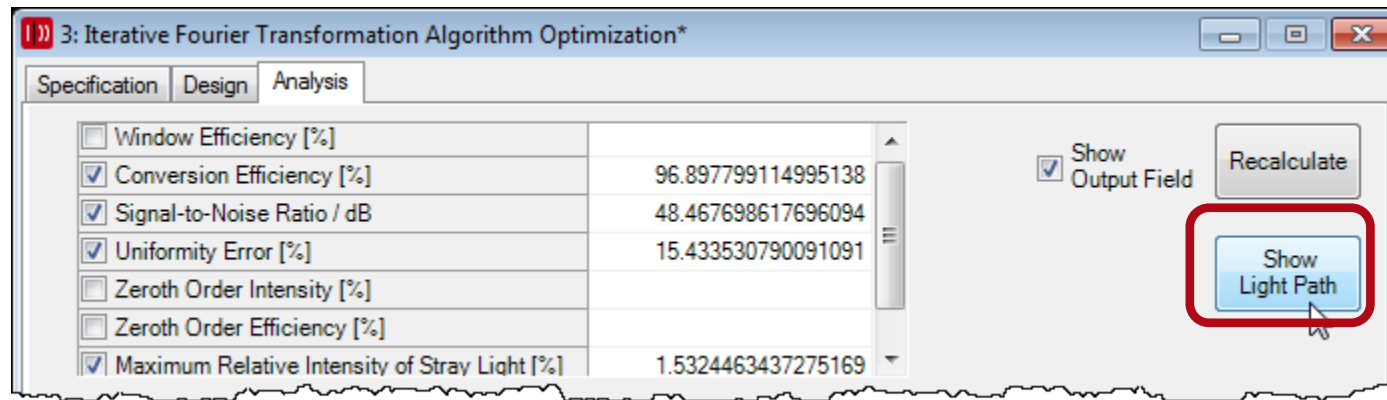 3: Iterative Fourier Transformation Algorithm Optimization*
Specification Design Analysis
Window Efficiency [%]
Conversion Efficiency [%] 96.897799114995138
Signal-to-Noise Ratio / dB 48.467698617696094
Uniformity Error [%] 15.433530790091091
Zeroth Order Intensity [%]
Zeroth Order Efficiency [%]
Maximum Relative Intensity of Stray Light [%] 1.5324463437275169
Show
Output Field
Recalculate
Show
Light Path